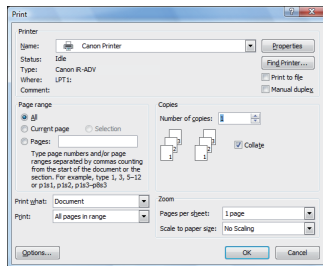 Print
Printer
Name: Canon Printer
Properties
Status: Idle
Find Printer...
Type: Canon iR-ADV
Where: LPT1:
Print to file
Comment:
Manual duplex
Page range
All
Current page
Selection
Pages:
Type page numbers and/or page
ranges separated by commas counting
from the start of the document or the
section. For example, type 1, 3, 5–12
or p1s1, p1s2, p1s3–p8s3
Copies
Number of copies: 1
Collate
Print what: Document
Print: All pages in range
Zoom
Pages per sheet: 1 page
Scale to paper size: No Scaling
Options...
OK
Cancel